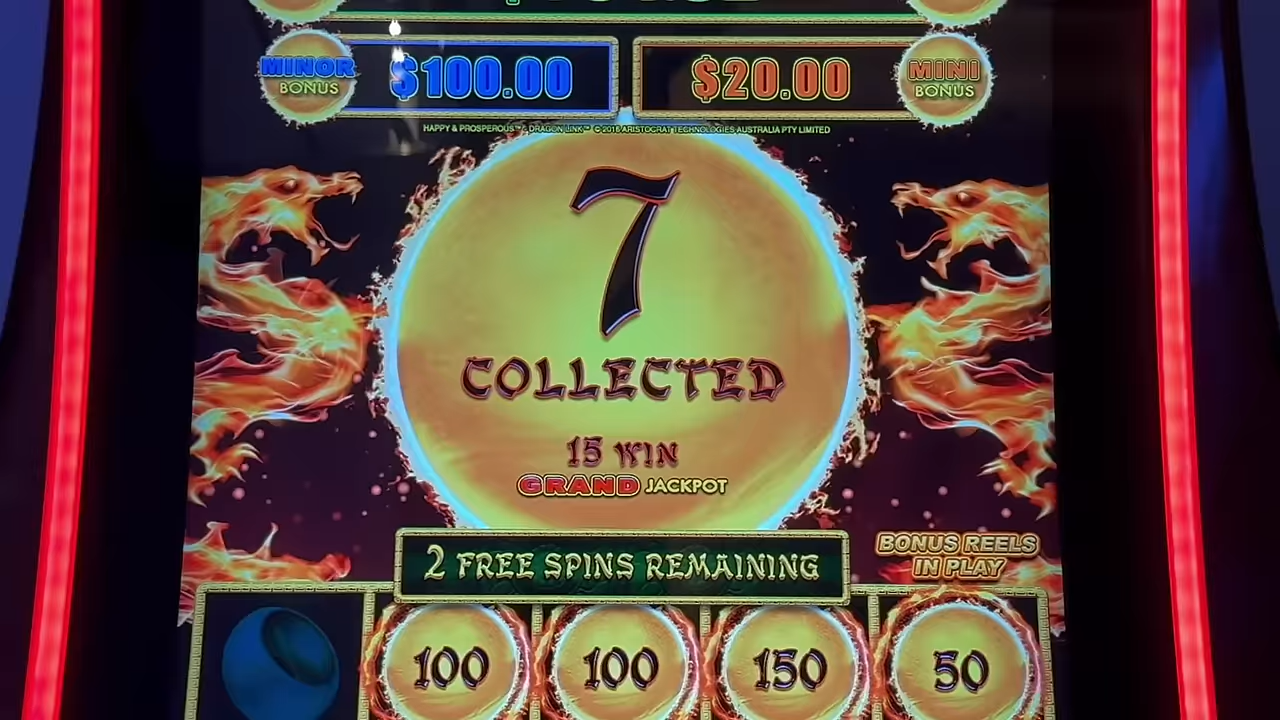 MINOR BONUS $100.00
$20.00 MINI BONUS
HAPPY & PROSPEROUS™ & DRAGON LINK™ © 2016 ARISTOCRAT TECHNOLOGIES AUSTRALIA PTY LIMITED
7
COLLECTED
15 WIN
GRAND JACKPOT
2 FREE SPINS REMAINING
BONUS REELS
IN PLAY
100 100 150 50